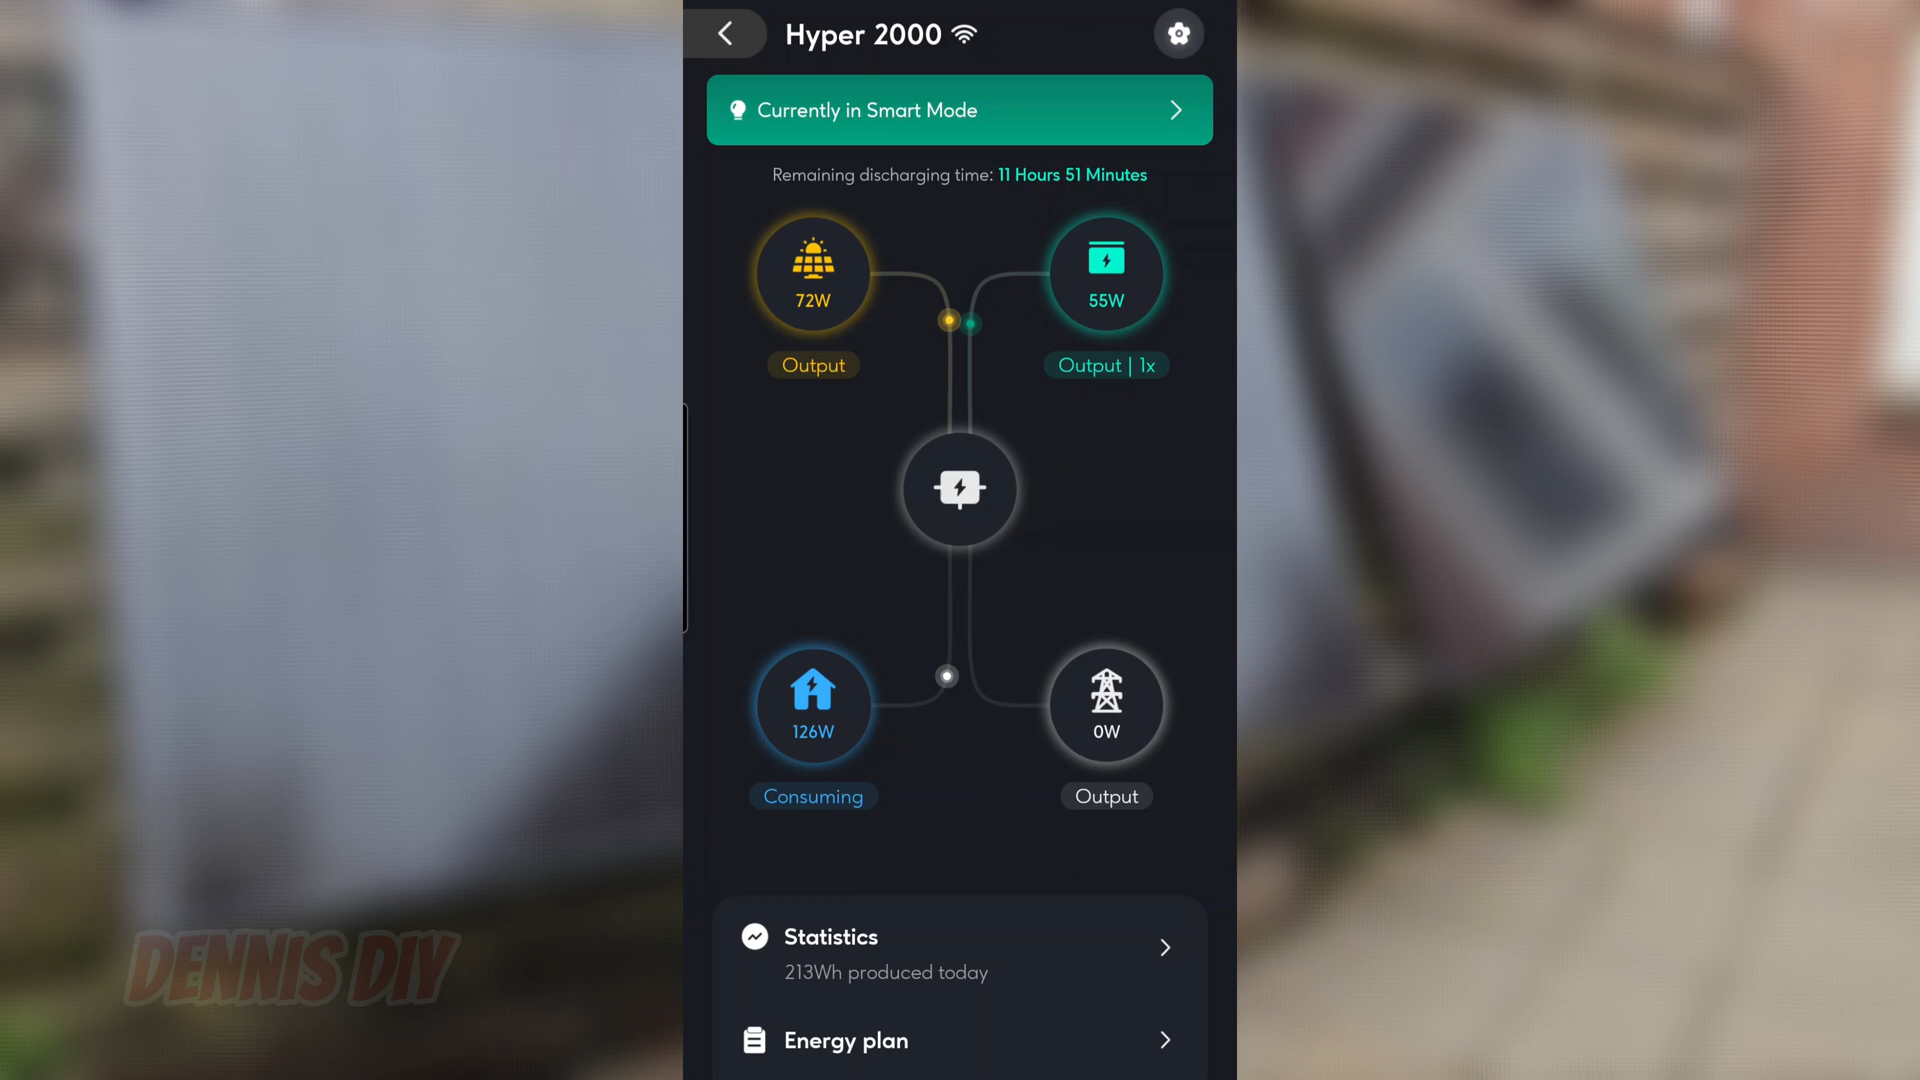 Hyper 2000
Currently in Smart Mode
Remaining discharging time: 11 Hours 51 Minutes
72W
55W
Output
Output | 1x
126W
0W
Consuming
Output
Statistics
213Wh produced today
Energy plan
DENNIS DIY